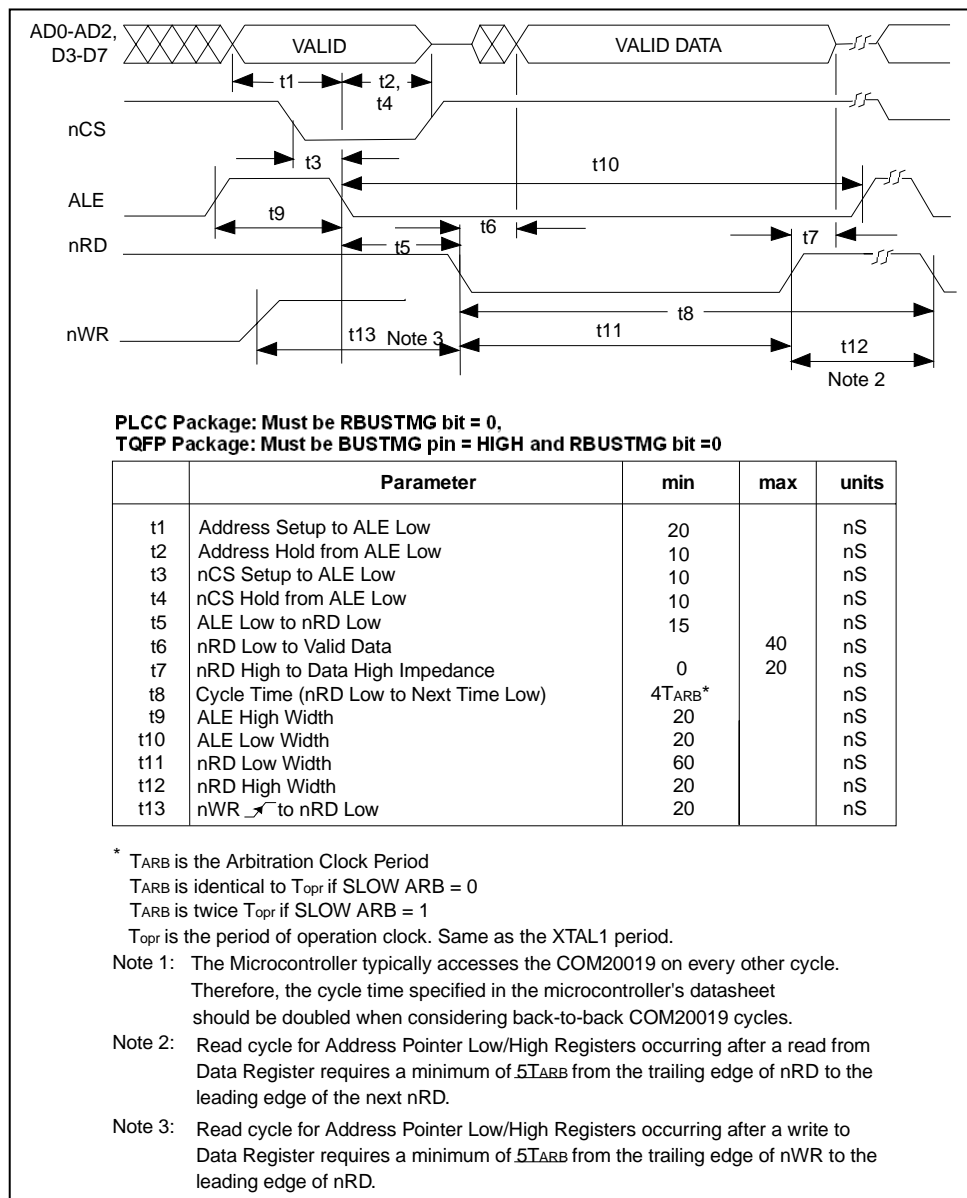 AD0-AD2,
D3-D7
VALID
VALID DATA
t1
t2,
t4
nCS
t3
t10
ALE
t9
t6
t7
nRD
t5
t8
nWR
t13 Note 3
t11
t12
Note 2
PLCC Package: Must be RBUSTMG bit = 0,
TQFP Package: Must be BUSTMG pin = HIGH and RBUSTMG bit =0
Parameter min max units
t1 Address Setup to ALE Low 20 nS
t2 Address Hold from ALE Low 10 nS
t3 nCS Setup to ALE Low 10 nS
t4 nCS Hold from ALE Low 10 nS
t5 ALE Low to nRD Low 15 nS
t6 nRD Low to Valid Data 40 nS
t7 nRD High to Data High Impedance 0 20 nS
t8 Cycle Time (nRD Low to Next Time Low) 4TARB* nS
t9 ALE High Width 20 nS
t10 ALE Low Width 20 nS
t11 nRD Low Width 60 nS
t12 nRD High Width 20 nS
t13 nWR to nRD Low 20 nS
* TARB is the Arbitration Clock Period
TARB is identical to Topr if SLOW ARB = 0
TARB is twice Topr if SLOW ARB = 1
Topr is the period of operation clock. Same as the XTAL1 period.
Note 1: The Microcontroller typically accesses the COM20019 on every other cycle.
Therefore, the cycle time specified in the microcontroller's datasheet
should be doubled when considering back-to-back COM20019 cycles.
Note 2: Read cycle for Address Pointer Low/High Registers occurring after a read from
Data Register requires a minimum of 5TARB from the trailing edge of nRD to the
leading edge of the next nRD.
Note 3: Read cycle for Address Pointer Low/High Registers occurring after a write to
Data Register requires a minimum of 5TARB from the trailing edge of nWR to the
leading edge of nRD.